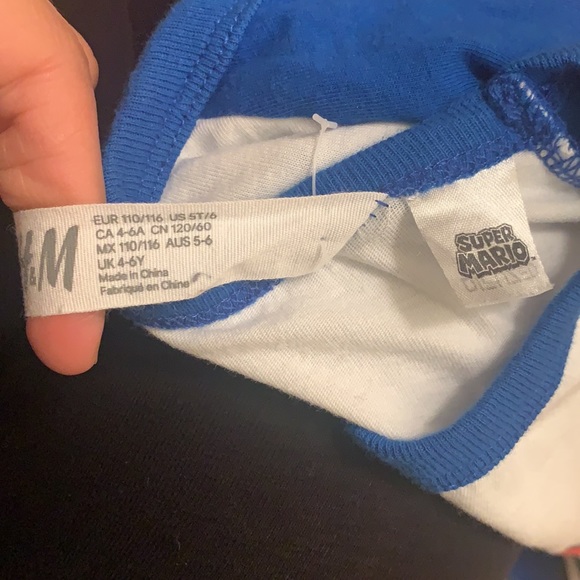 H&M
EUR 110/116 US 5T/6
CA 4-6A CN 120/60
MX 110/116 AUS 5-6
UK 4-6Y
Made in China
Fabriqué en Chine
SUPER
MARIO